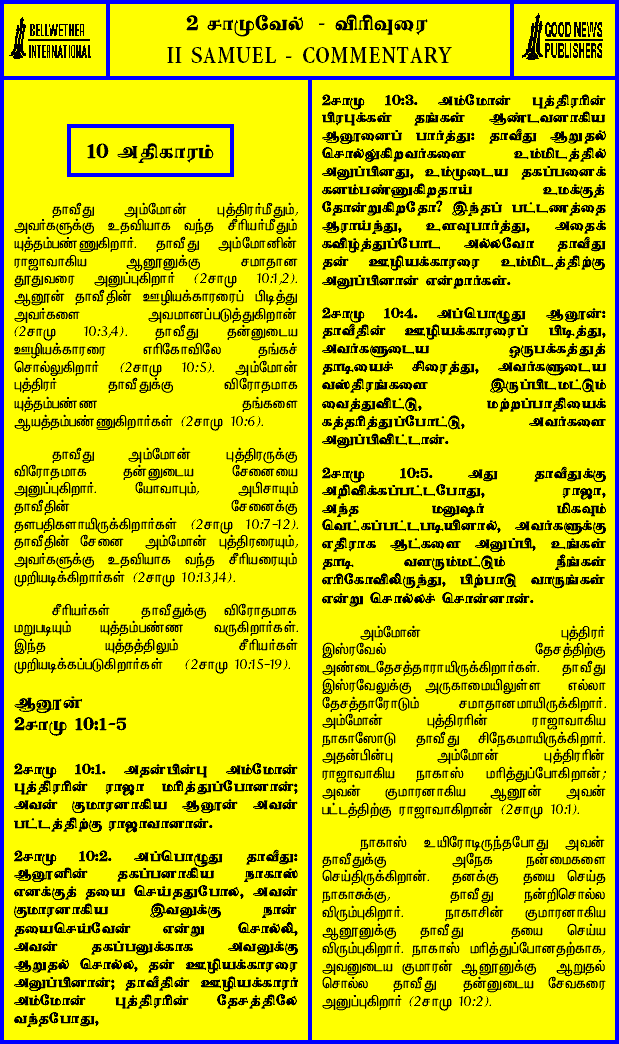 BELLWETHER
INTERNATIONAL
2 சாமுவேல் - விரிவுரை
II SAMUEL - COMMENTARY
GOOD NEWS
PUBLISHERS
10 அதிகாரம்
தாவீது அம்மோன் புத்திரர்மீதும்,
அவர்களுக்கு உதவியாக வந்த சீரியர்மீதும்
யுத்தம்பண்ணுகிறார். தாவீது அம்மோனின்
ராஜாவாகிய ஆனூனுக்கு சமாதான
தூதுவரை அனுப்புகிறார் (2சாமு 10:1,2).
ஆனூன் தாவீதின் ஊழியக்காரரைப் பிடித்து
அவர்களை அவமானப்படுத்துகிறான்
(2சாமு 10:3,4). தாவீது தன்னுடைய
ஊழியக்காரரை எரிகோவிலே தங்கச்
சொல்லுகிறார் (2சாமு 10:5). அம்மோன்
புத்திரர் தாவீதுக்கு விரோதமாக
யுத்தம்பண்ண தங்களை
ஆயத்தம்பண்ணுகிறார்கள் (2சாமு 10:6).
தாவீது அம்மோன் புத்திரருக்கு
விரோதமாக தன்னுடைய சேனையை
அனுப்புகிறார். யோவாபும், அபிசாயும்
தாவீதின் சேனைக்கு
தளபதிகளாயிருக்கிறார்கள் (2சாமு 10:7-12).
தாவீதின் சேனை அம்மோன் புத்திரரையும்,
அவர்களுக்கு உதவியாக வந்த சீரியரையும்
முறியடிக்கிறார்கள் (2சாமு 10:13,14).
சீரியர்கள் தாவீதுக்கு விரோதமாக
மறுபடியும் யுத்தம்பண்ண வருகிறார்கள்.
இந்த யுத்தத்திலும் சீரியர்கள்
முறியடிக்கப்படுகிறார்கள் (2சாமு 10:15-19).
ஆனூன்
2சாமு 10:1-5
2சாமு 10:1. அதன்பின்பு அம்மோன்
புத்திரரின் ராஜா மரித்துப்போனான்;
அவன் குமாரனாகிய ஆனூன் அவன்
பட்டத்திற்கு ராஜாவானான்.
2சாமு 10:2. அப்பொழுது தாவீது:
ஆனூனின் தகப்பனாகிய நாகாஸ்
எனக்குத் தயை செய்ததுபோல, அவன்
குமாரனாகிய இவனுக்கு நான்
தயைசெய்வேன் என்று சொல்லி,
அவன் தகப்பனுக்காக அவனுக்கு
ஆறுதல் சொல்ல, தன் ஊழியக்காரரை
அனுப்பினான்; தாவீதின் ஊழியக்காரர்
அம்மோன் புத்திரரின் தேசத்திலே
வந்தபோது,
2சாமு 10:3. அம்மோன் புத்திரரின்
பிரபுக்கள் தங்கள் ஆண்டவனாகிய
ஆனூனைப் பார்த்து: தாவீது ஆறுதல்
சொல்லுகிறவர்களை உம்மிடத்தில்
அனுப்பினது, உம்முடைய தகப்பனைக்
கனம்பண்ணுகிறதாய் உமக்குத்
தோன்றுகிறதோ? இந்தப் பட்டணத்தை
ஆராய்ந்து, உளவுபார்த்து, அதைக்
கவிழ்த்துப்போட அல்லவோ தாவீது
தன் ஊழியக்காரரை உம்மிடத்திற்கு
அனுப்பினான் என்றார்கள்.
2சாமு 10:4. அப்பொழுது ஆனூன்:
தாவீதின் ஊழியக்காரரைப் பிடித்து,
அவர்களுடைய ஒருபக்கத்துத்
தாடியைச் சிரைத்து, அவர்களுடைய
வஸ்திரங்களை இருப்பிடமட்டும்
வைத்துவிட்டு, மற்றப்பாதியைக்
கத்தரித்துப்போட்டு, அவர்களை
அனுப்பிவிட்டான்.
2சாமு 10:5. அது தாவீதுக்கு
அறிவிக்கப்பட்டபோது, ராஜா,
அந்த மனுஷர் மிகவும்
வெட்கப்பட்டபடியினால், அவர்களுக்கு
எதிராக ஆட்களை அனுப்பி, உங்கள்
தாடி வளரும்மட்டும் நீங்கள்
எரிகோவிலிருந்து, பிற்பாடு வாருங்கள்
என்று சொல்லச் சொன்னான்.
அம்மோன் புத்திரர்
இஸ்ரவேல் தேசத்திற்கு
அண்டைதேசத்தாராயிருக்கிறார்கள். தாவீது
இஸ்ரவேலுக்கு அருகாமையிலுள்ள எல்லா
தேசத்தாரோடும் சமாதானமாயிருக்கிறார்.
அம்மோன் புத்திரரின் ராஜாவாகிய
நாகாஸோடு தாவீது சிநேகமாயிருக்கிறார்.
அதன்பின்பு அம்மோன் புத்திரரின்
ராஜாவாகிய நாகாஸ் மரித்துப்போகிறான்;
அவன் குமாரனாகிய ஆனூன் அவன்
பட்டத்திற்கு ராஜாவாகிறான் (2சாமு 10:1).
நாகாஸ் உயிரோடிருந்தபோது அவன்
தாவீதுக்கு அநேக நன்மைகளை
செய்திருக்கிறான். தனக்கு தயை செய்த
நாகாசுக்கு, தாவீது நன்றிசொல்ல
விரும்புகிறார். நாகாசின் குமாரனாகிய
ஆனூனுக்கு தாவீது தயை செய்ய
விரும்புகிறார். நாகாஸ் மரித்துபோனதற்காக,
அவனுடைய குமாரன் ஆனூனுக்கு ஆறுதல்
சொல்ல தாவீது தன்னுடைய சேவகரை
அனுப்புகிறார் (2சாமு 10:2).